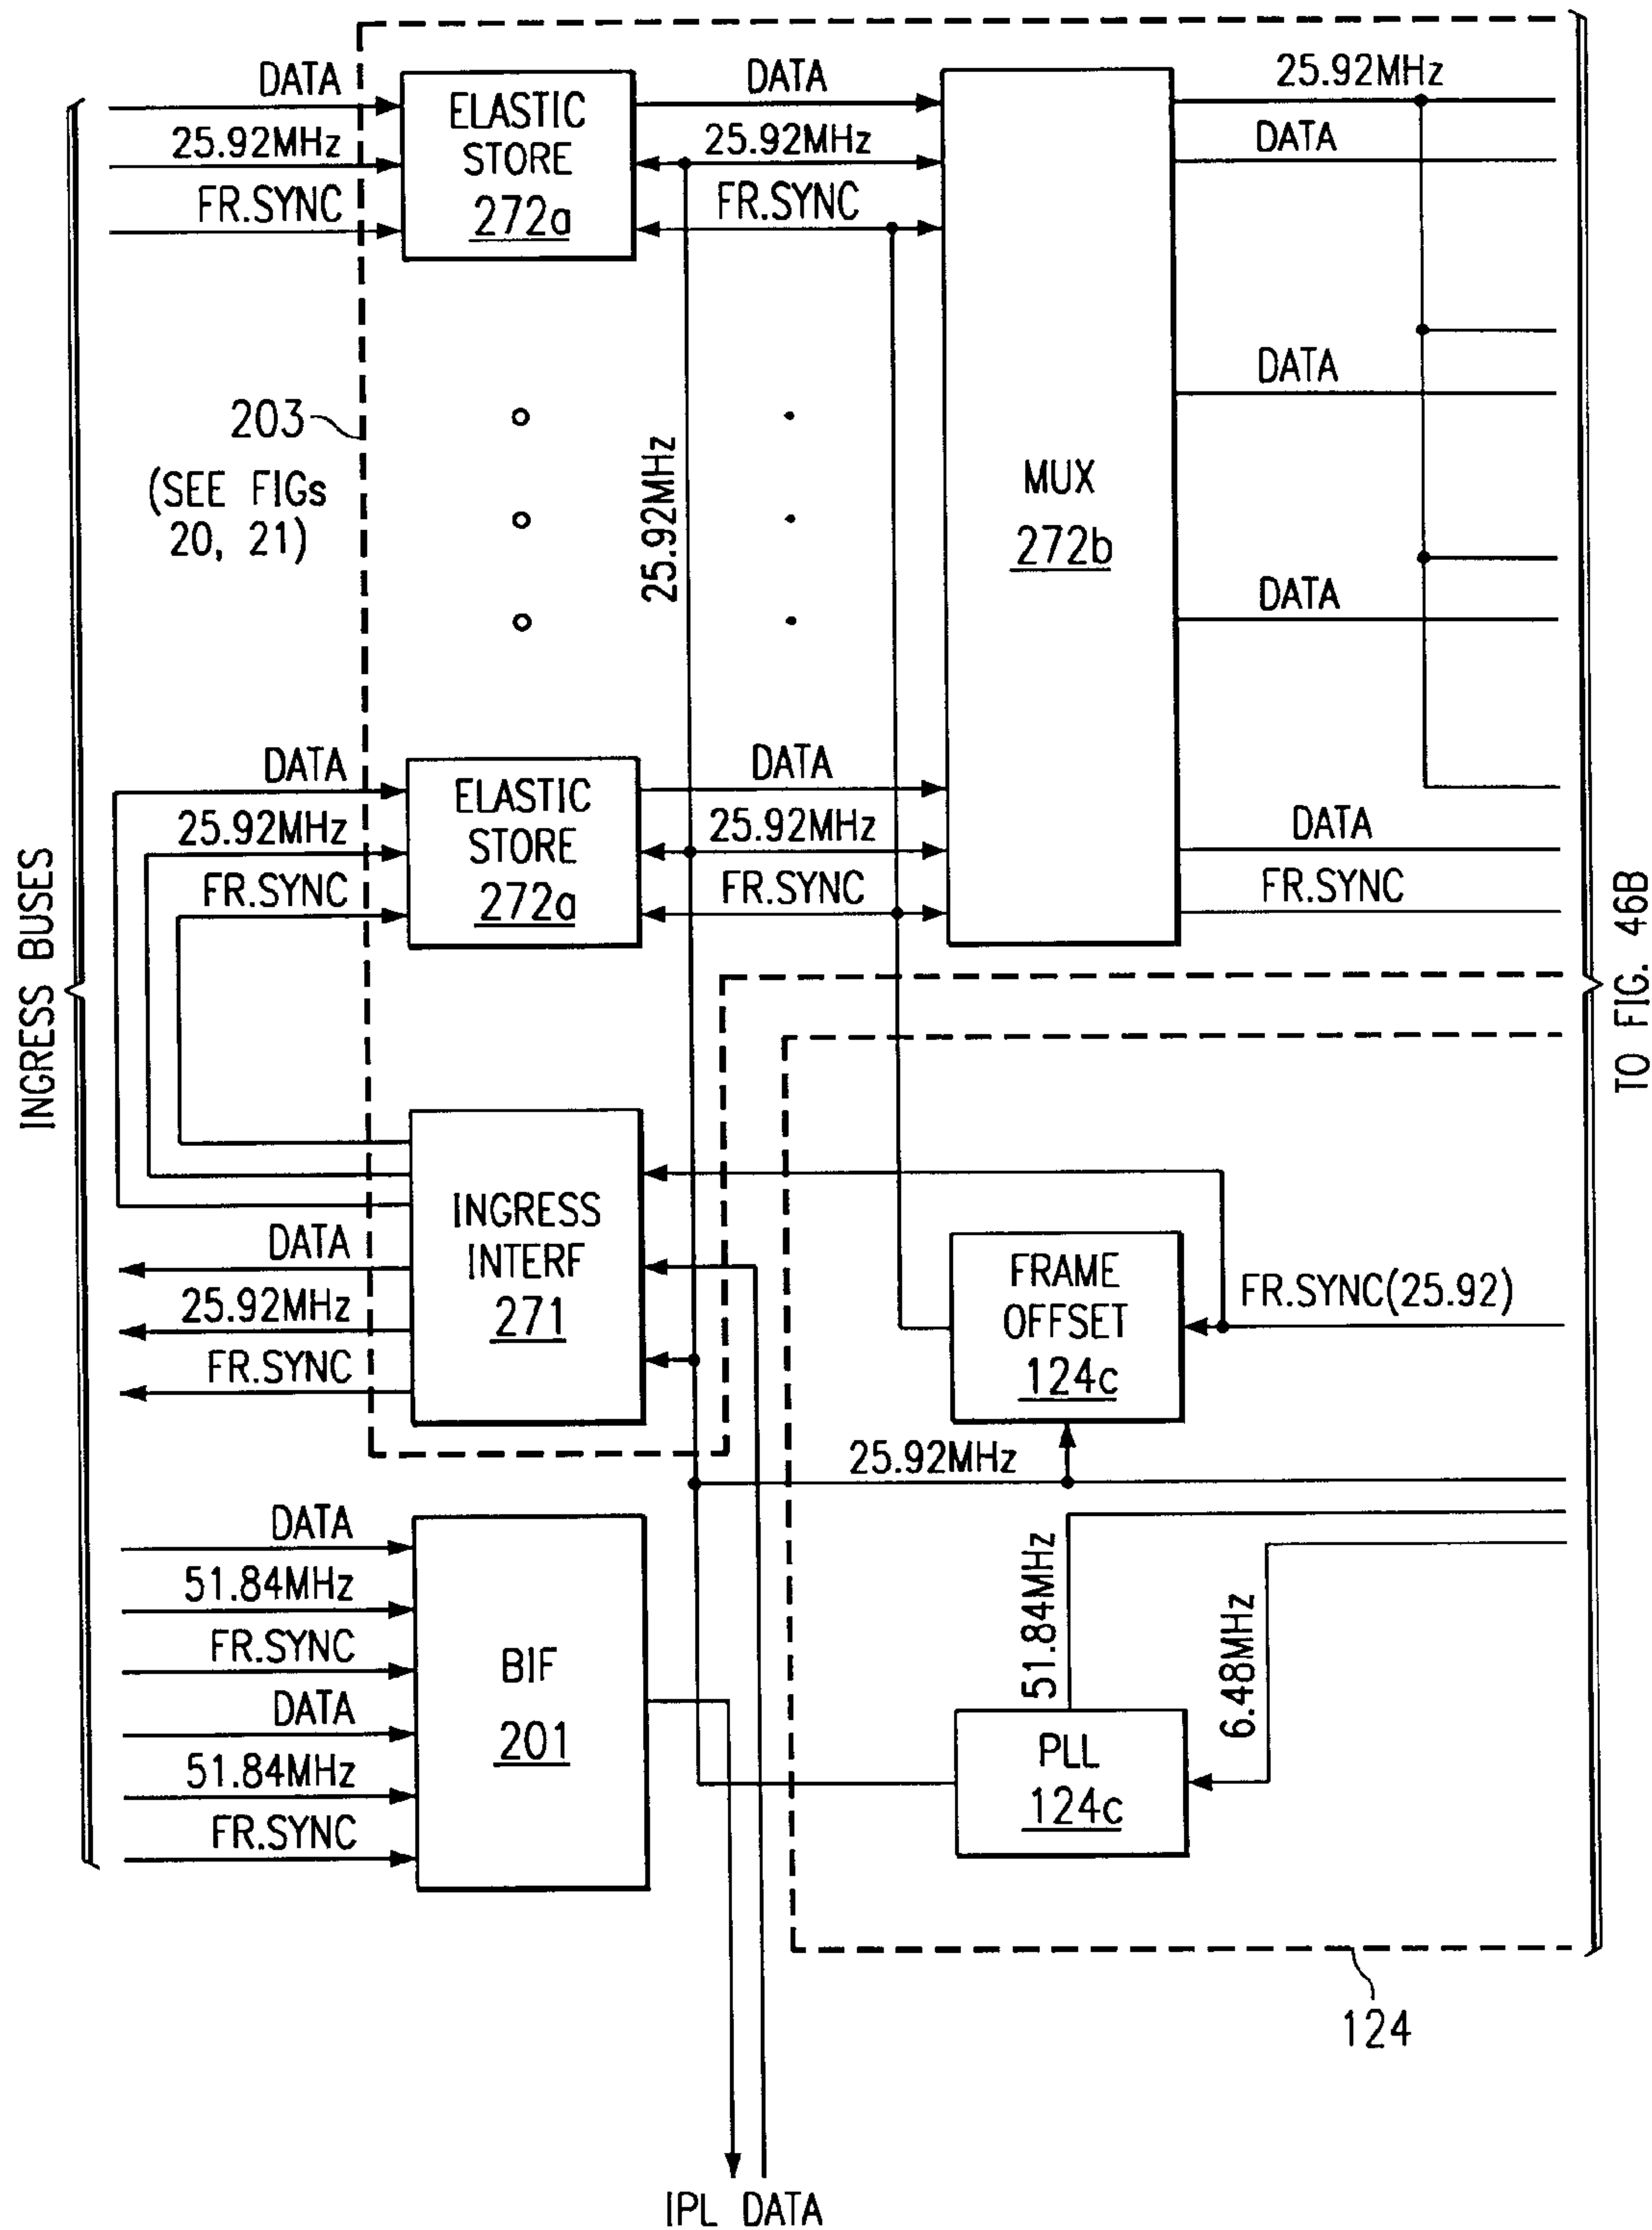 DATA
25.92MHz
FR.SYNC
ELASTIC
STORE
272a
DATA
25.92MHz
FR.SYNC
25.92MHz
DATA
DATA
DATA
203
(SEE FIGs
20, 21)
25.92MHz
MUX
272b
DATA
25.92MHz
FR.SYNC
ELASTIC
STORE
272a
DATA
25.92MHz
FR.SYNC
DATA
FR.SYNC
INGRESS BUSES
TO FIG. 46B
INGRESS
INTERF
271
DATA
25.92MHz
FR.SYNC
FRAME
OFFSET
124c
FR.SYNC(25.92)
25.92MHz
DATA
51.84MHz
FR.SYNC
DATA
51.84MHz
FR.SYNC
BIF
201
51.84MHz
6.48MHz
PLL
124c
124
IPL DATA